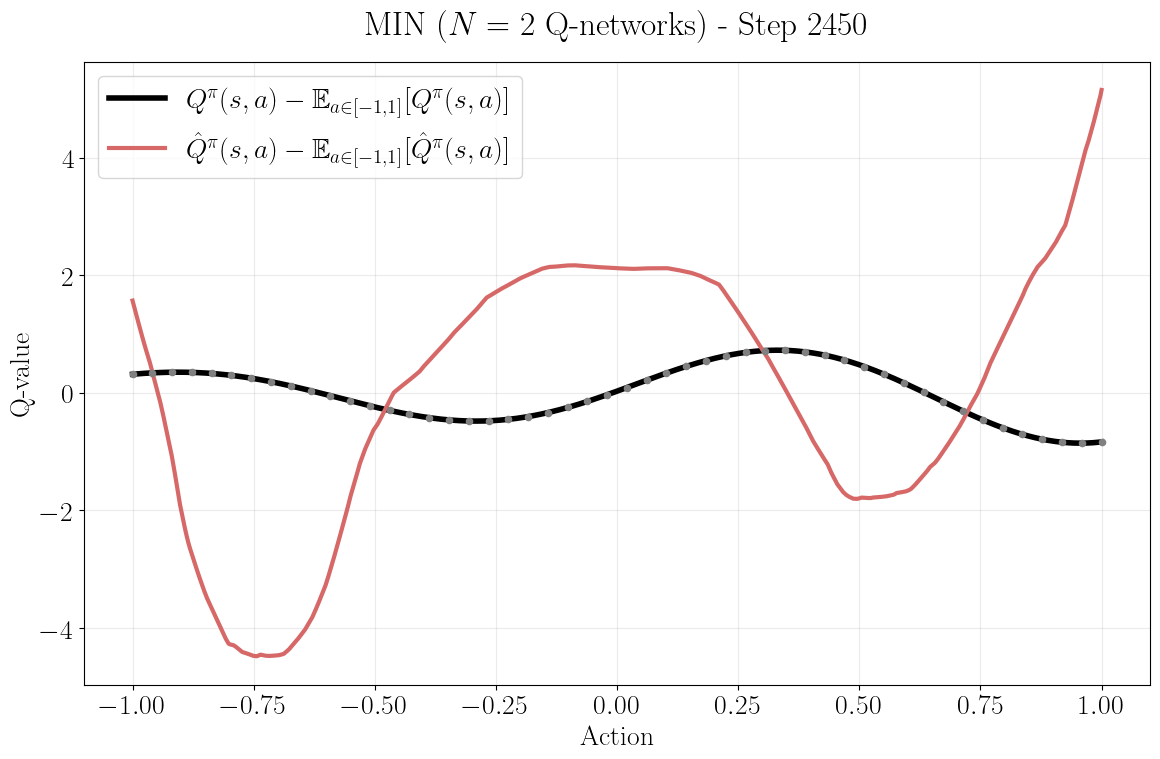 MIN (N = 2 Q-networks) - Step 2450
Q^π(s, a) − 𝔼_{a∈[−1,1]}[Q^π(s, a)]
Q̂^π(s, a) − 𝔼_{a∈[−1,1]}[Q̂^π(s, a)]
Q-value
4
2
0
−2
−4
−1.00 −0.75 −0.50 −0.25 0.00 0.25 0.50 0.75 1.00
Action